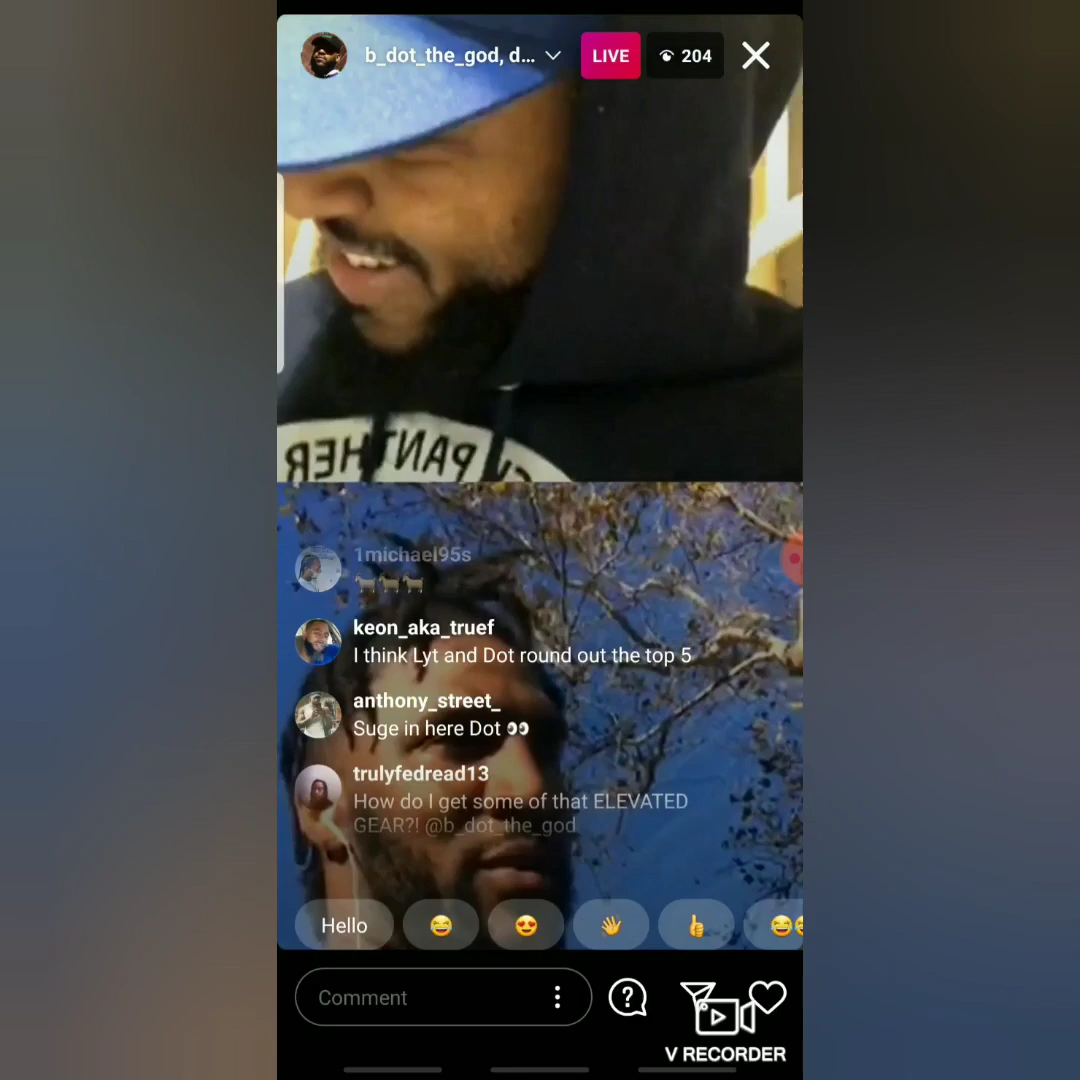 b_dot_the_god, d...
LIVE
204
PANTHER
1michael95s
🐐🐐🐐
keon_aka_truef
I think Lyt and Dot round out the top 5
anthony_street_
Suge in here Dot 👀
trulyfedread13
How do I get some of that ELEVATED
GEAR?! @b_dot_the_god
Hello
😂 😍 👋 👍 😂
Comment
V RECORDER